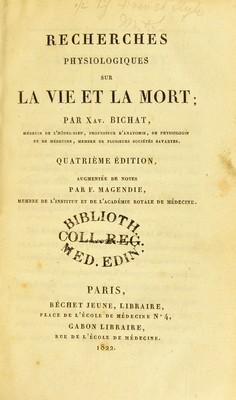 RECHERCHES
PHYSIOLOGIQUES
SUR
LA VIE ET LA MORT;
PAR XAV. BICHAT,
MÉDECIN DE L'HÔTEL-DIEU, PROFESSEUR D'ANATOMIE, DE PHYSIOLOGIE
ET DE MÉDECINE, MEMBRE DE PLUSIEURS SOCIÉTÉS SAVANTES.
QUATRIÈME ÉDITION,
AUGMENTÉE DE NOTES
PAR F. MAGENDIE,
MEMBRE DE L'INSTITUT ET DE L'ACADÉMIE ROYALE DE MÉDECINE.
BIBLIOTH.
COLL. REG.
MED. EDIN.
PARIS,
BÉCHET JEUNE, LIBRAIRE,
PLACE DE L'ÉCOLE DE MÉDECINE N° 4,
GABON LIBRAIRE,
RUE DE L'ÉCOLE DE MÉDECINE.
1822.